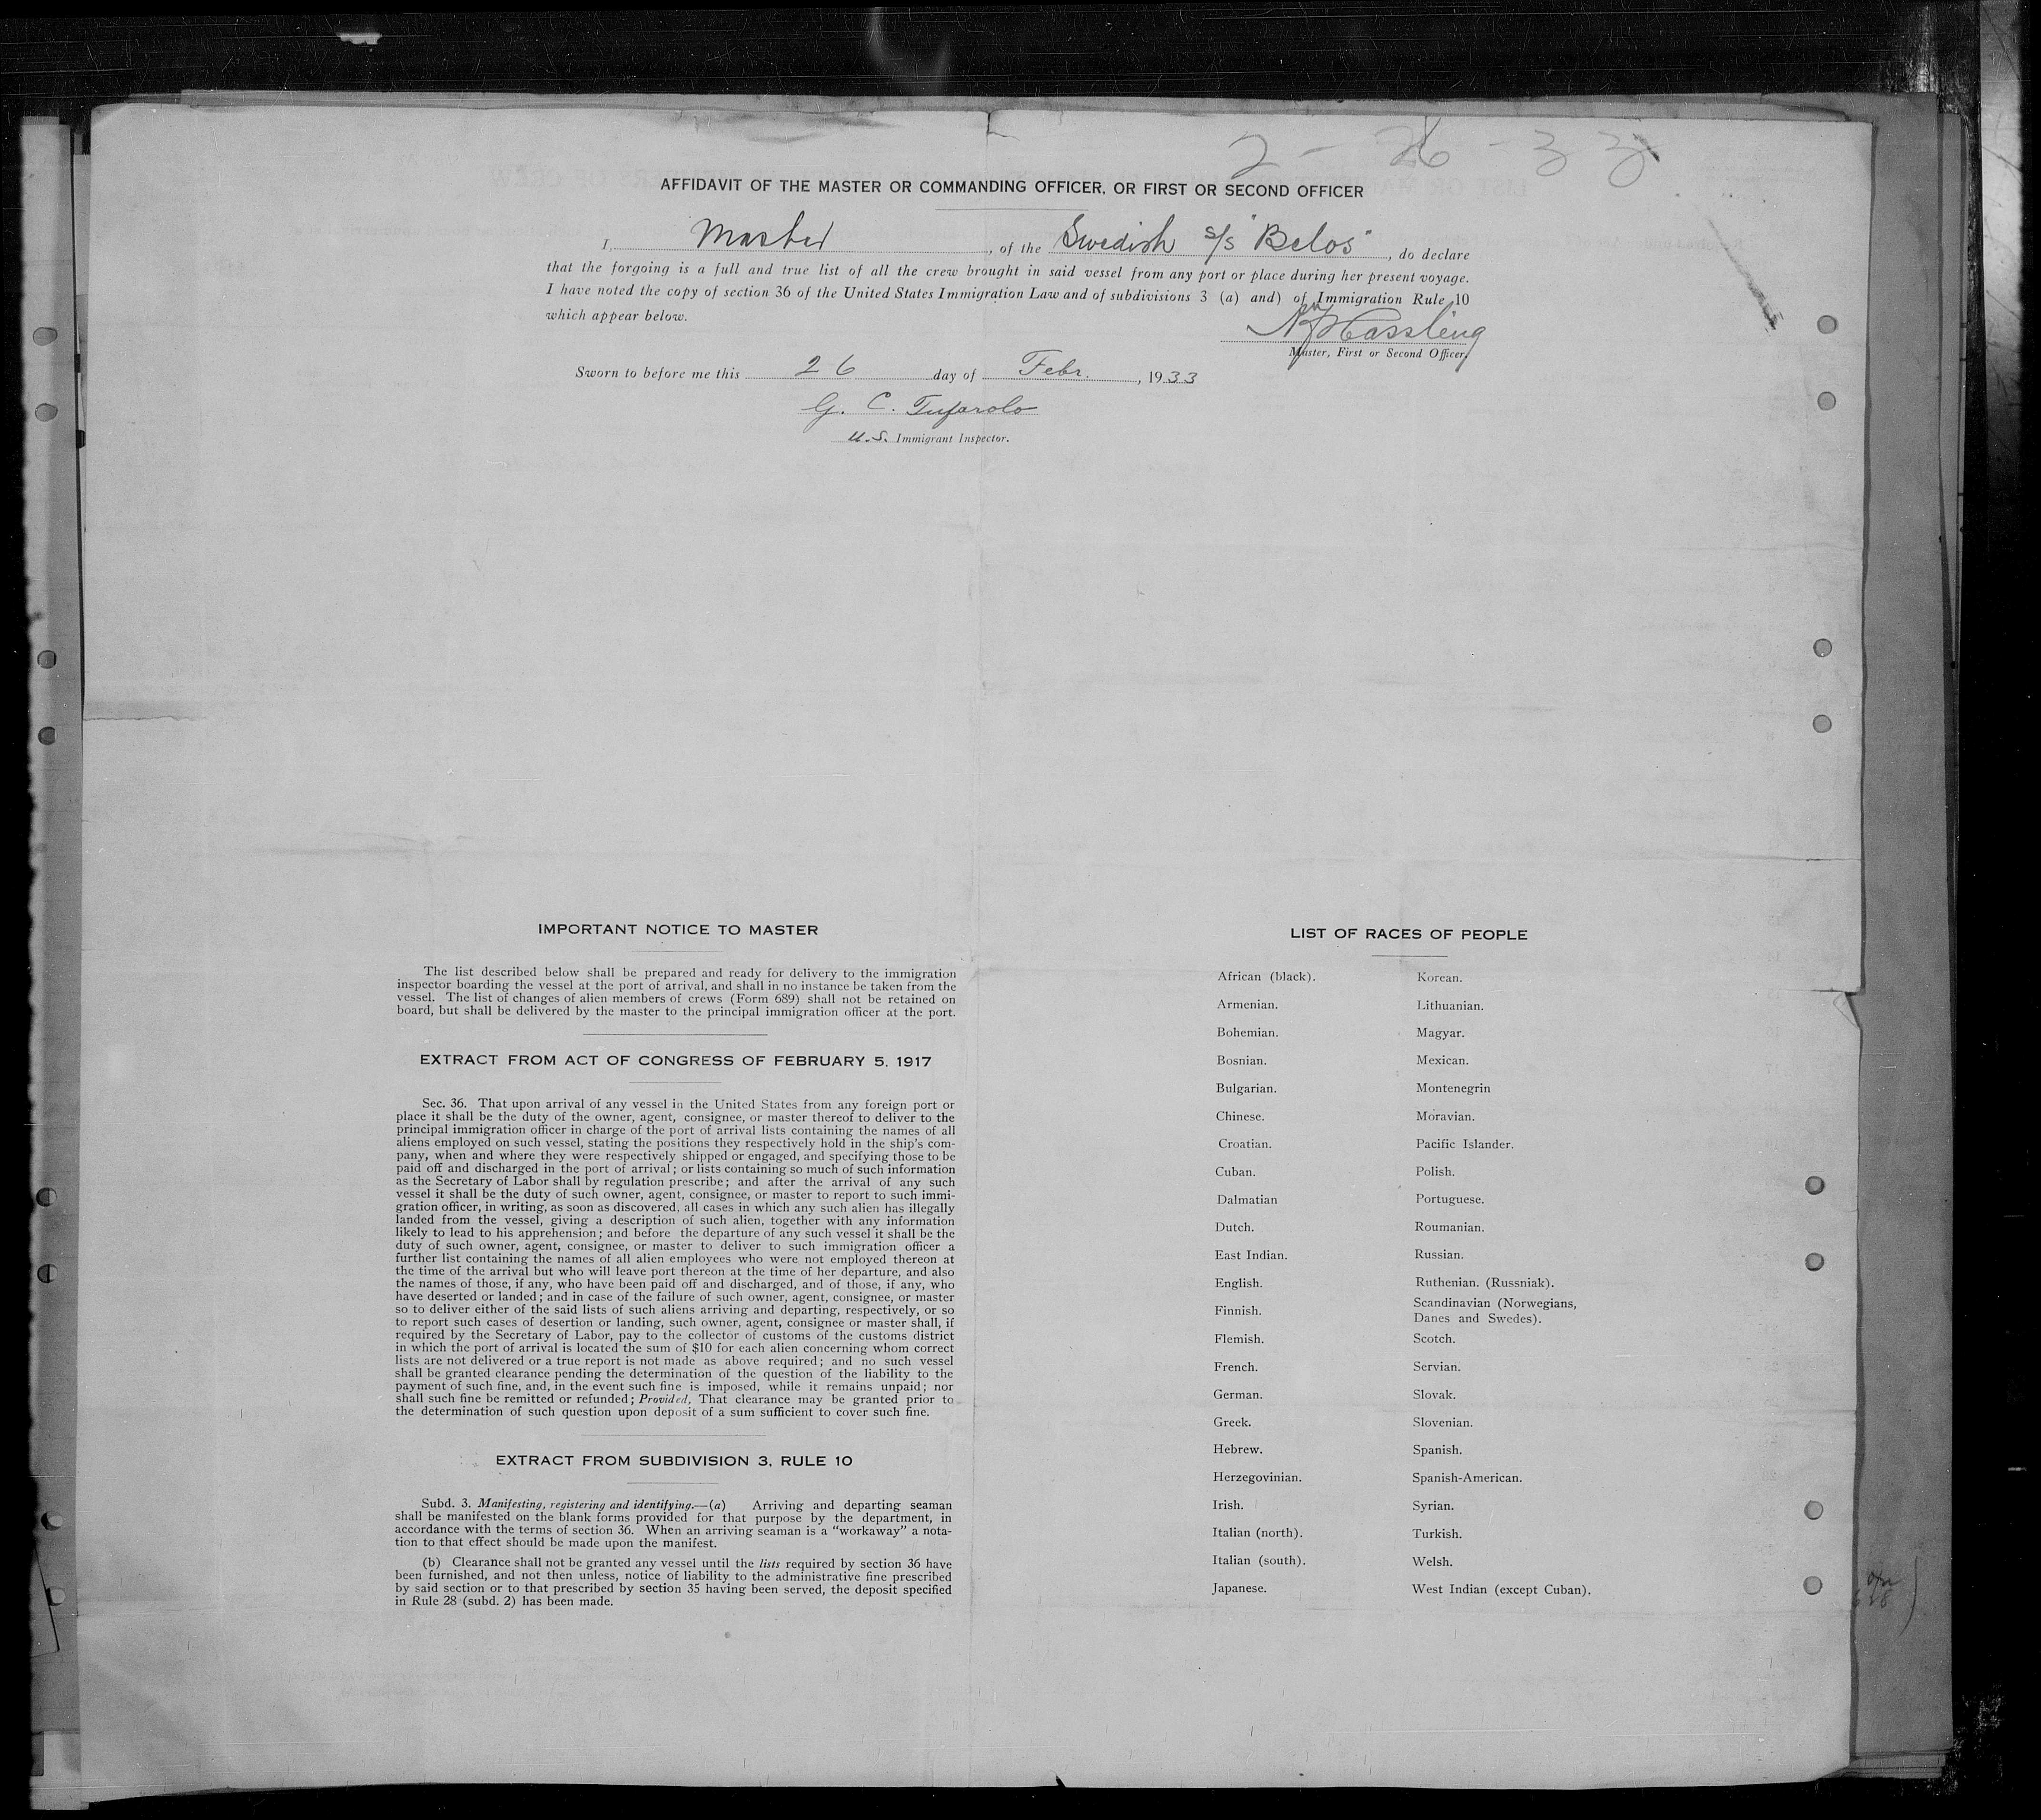 2 - 26 - 33
AFFIDAVIT OF THE MASTER OR COMMANDING OFFICER, OR FIRST OR SECOND OFFICER
I, Master, of the Swedish s/s "Belos", do declare
that the forgoing is a full and true list of all the crew brought in said vessel from any port or place during her present voyage.
I have noted the copy of section 36 of the United States Immigration Law and of subdivisions 3 (a) and) of Immigration Rule 10
which appear below.
Hassling
Master, First or Second Officer.
Sworn to before me this 26 day of Febr., 1933
G. C. Tufarolo
U.S. Immigrant Inspector.
IMPORTANT NOTICE TO MASTER
The list described below shall be prepared and ready for delivery to the immigration
inspector boarding the vessel at the port of arrival, and shall in no instance be taken from the
vessel. The list of changes of alien members of crews (Form 689) shall not be retained on
board, but shall be delivered by the master to the principal immigration officer at the port.
EXTRACT FROM ACT OF CONGRESS OF FEBRUARY 5, 1917
Sec. 36. That upon arrival of any vessel in the United States from any foreign port or
place it shall be the duty of the owner, agent, consignee, or master thereof to deliver to the
principal immigration officer in charge of the port of arrival lists containing the names of all
aliens employed on such vessel, stating the positions they respectively hold in the ship's com-
pany, when and where they were respectively shipped or engaged, and specifying those to be
paid off and discharged in the port of arrival; or lists containing so much of such information
as the Secretary of Labor shall by regulation prescribe; and after the arrival of any such
vessel it shall be the duty of such owner, agent, consignee, or master to report to such immi-
gration officer, in writing, as soon as discovered, all cases in which any such alien has illegally
landed from the vessel, giving a description of such alien, together with any information
likely to lead to his apprehension; and before the departure of any such vessel it shall be the
duty of such owner, agent, consignee, or master to deliver to such immigration officer a
further list containing the names of all alien employees who were not employed thereon at
the time of the arrival but who will leave port thereon at the time of her departure, and also
the names of those, if any, who have been paid off and discharged, and of those, if any, who
have deserted or landed; and in case of the failure of such owner, agent, consignee, or master
so to deliver either of the said lists of such aliens arriving and departing, respectively, or so
to report such cases of desertion or landing, such owner, agent, consignee or master shall, if
required by the Secretary of Labor, pay to the collector of customs of the customs district
in which the port of arrival is located the sum of $10 for each alien concerning whom correct
lists are not delivered or a true report is not made as above required; and no such vessel
shall be granted clearance pending the determination of the question of the liability to the
payment of such fine, and, in the event such fine is imposed, while it remains unpaid; nor
shall such fine be remitted or refunded; Provided, That clearance may be granted prior to
the determination of such question upon deposit of a sum sufficient to cover such fine.
EXTRACT FROM SUBDIVISION 3, RULE 10
Subd. 3. Manifesting, registering and identifying.—(a) Arriving and departing seaman
shall be manifested on the blank forms provided for that purpose by the department, in
accordance with the terms of section 36. When an arriving seaman is a "workaway" a nota-
tion to that effect should be made upon the manifest.
(b) Clearance shall not be granted any vessel until the lists required by section 36 have
been furnished, and not then unless, notice of liability to the administrative fine prescribed
by said section or to that prescribed by section 35 having been served, the deposit specified
in Rule 28 (subd. 2) has been made.
LIST OF RACES OF PEOPLE
African (black). Korean.
Armenian. Lithuanian.
Bohemian. Magyar.
Bosnian. Mexican.
Bulgarian. Montenegrin
Chinese. Moravian.
Croatian. Pacific Islander.
Cuban. Polish.
Dalmatian Portuguese.
Dutch. Roumanian.
East Indian. Russian.
English. Ruthenian. (Russniak).
Finnish. Scandinavian (Norwegians,
Danes and Swedes).
Flemish. Scotch.
French. Servian.
German. Slovak.
Greek. Slovenian.
Hebrew. Spanish.
Herzegovinian. Spanish-American.
Irish. Syrian.
Italian (north). Turkish.
Italian (south). Welsh.
Japanese. West Indian (except Cuban).